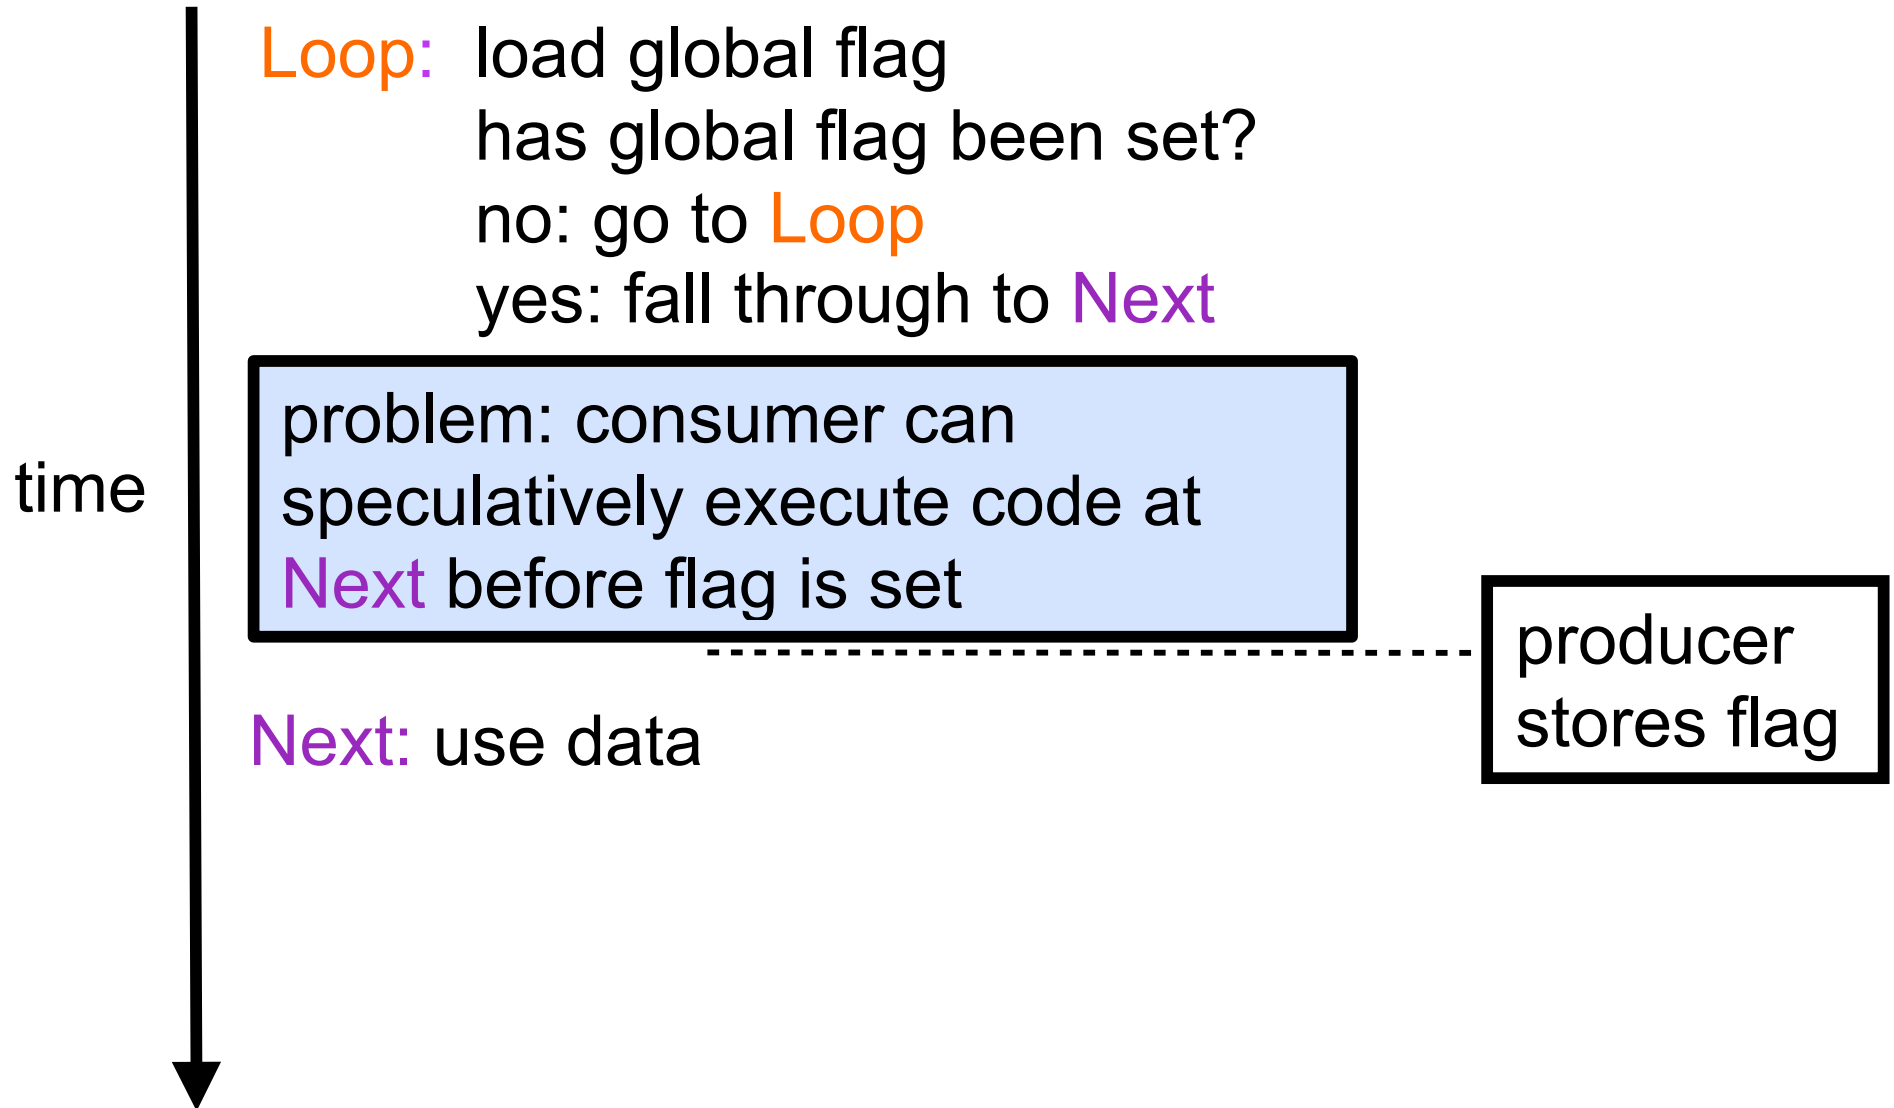 Loop: load global flag
has global flag been set?
no: go to Loop
yes: fall through to Next
problem: consumer can
speculatively execute code at
Next before flag is set
time
producer
stores flag
Next: use data